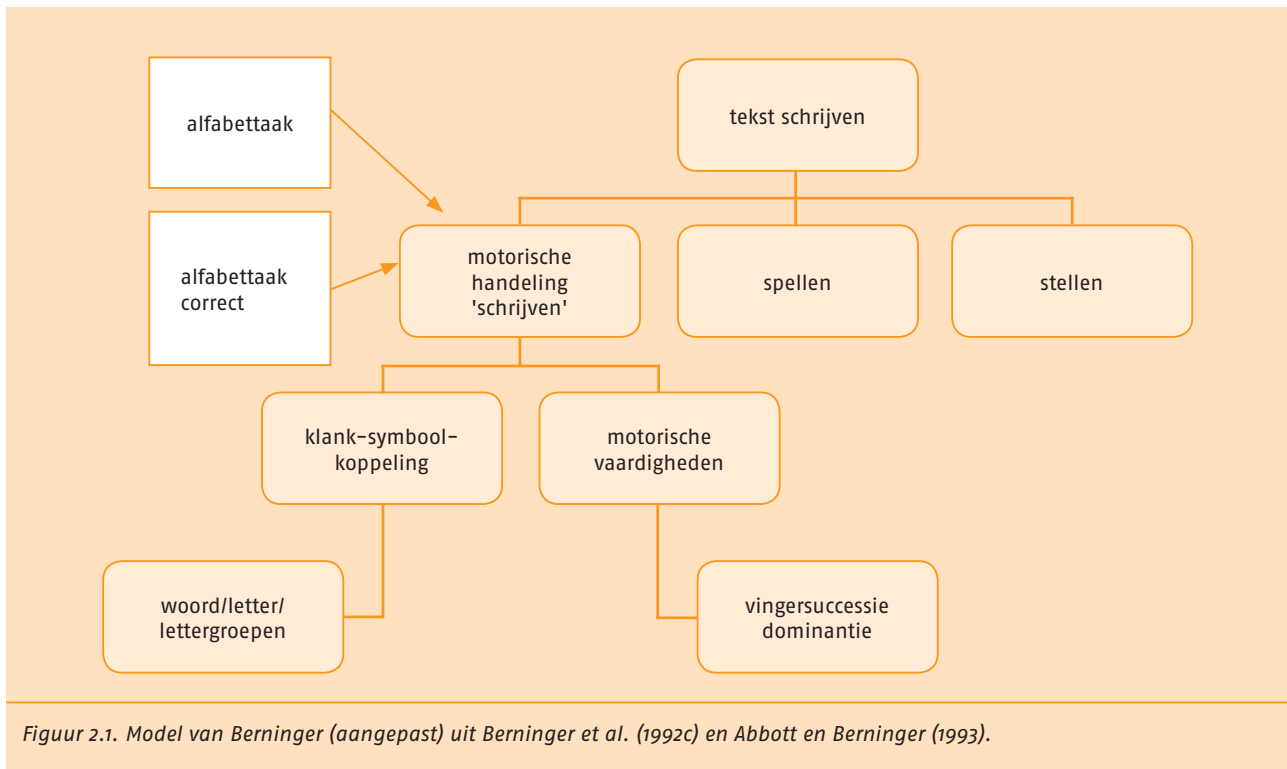 alfabettaak
tekst schrijven
alfabettaak
correct
motorische
handeling
'schrijven'
spellen
stellen
klank-symbool-
koppeling
motorische
vaardigheden
woord/letter/
lettergroepen
vingersuccessie
dominantie
Figuur 2.1. Model van Berninger (aangepast) uit Berninger et al. (1992c) en Abbott en Berninger (1993).